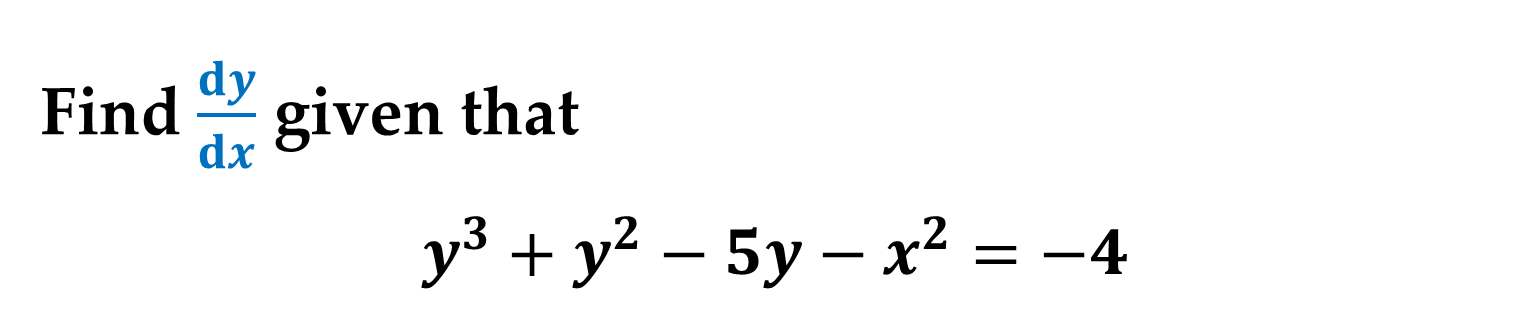 Find dy/dx given that
y³ + y² − 5y − x² = −4